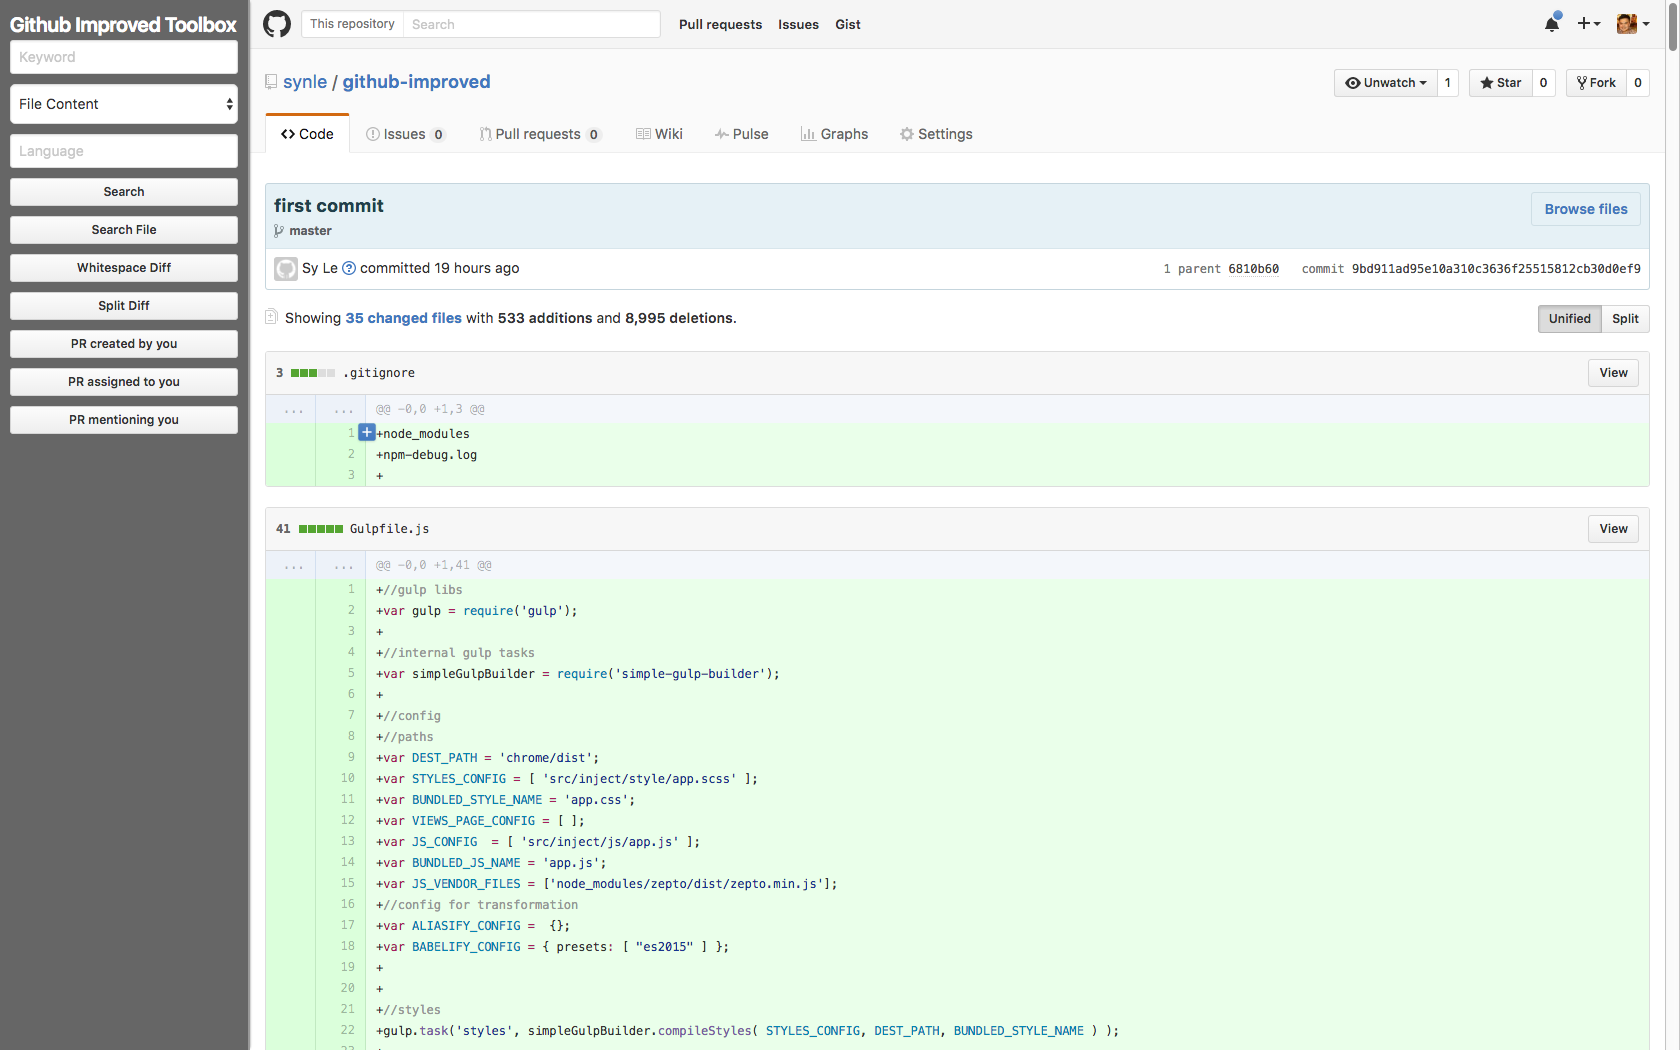 Github Improved Toolbox
Keyword
File Content
Language
Search
Search File
Whitespace Diff
Split Diff
PR created by you
PR assigned to you
PR mentioning you
This repository Search Pull requests Issues Gist
synle / github-improved
Unwatch 1 Star 0 Fork 0
Code Issues 0 Pull requests 0 Wiki Pulse Graphs Settings
first commit
Browse files
master
Sy Le ? committed 19 hours ago 1 parent 6810b60 commit 9bd911ad95e10a310c3636f25515812cb30d0ef9
Showing 35 changed files with 533 additions and 8,995 deletions.
Unified Split
3 .gitignore View
... ... @@ -0,0 +1,3 @@
1 +node_modules
2 +npm-debug.log
3 +
41 Gulpfile.js View
... ... @@ -0,0 +1,41 @@
1 +//gulp libs
2 +var gulp = require('gulp');
3 +
4 +//internal gulp tasks
5 +var simpleGulpBuilder = require('simple-gulp-builder');
6 +
7 +//config
8 +//paths
9 +var DEST_PATH = 'chrome/dist';
10 +var STYLES_CONFIG = [ 'src/inject/style/app.scss' ];
11 +var BUNDLED_STYLE_NAME = 'app.css';
12 +var VIEWS_PAGE_CONFIG = [ ];
13 +var JS_CONFIG  = [ 'src/inject/js/app.js' ];
14 +var BUNDLED_JS_NAME = 'app.js';
15 +var JS_VENDOR_FILES = ['node_modules/zepto/dist/zepto.min.js'];
16 +//config for transformation
17 +var ALIASIFY_CONFIG =  {};
18 +var BABELIFY_CONFIG = { presets: [ "es2015" ] };
19 +
20 +
21 +//styles
22 +gulp.task('styles', simpleGulpBuilder.compileStyles( STYLES_CONFIG, DEST_PATH, BUNDLED_STYLE_NAME ) );